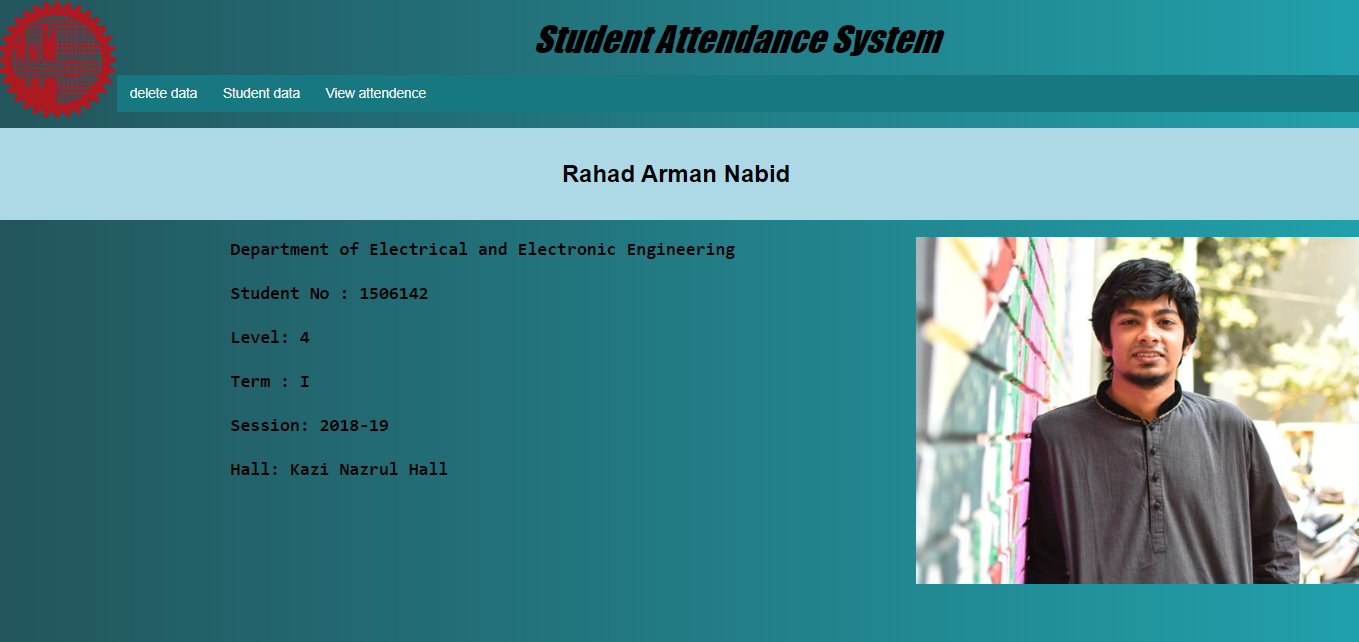 Student Attendance System
delete data Student data View attendence
Rahad Arman Nabid
Department of Electrical and Electronic Engineering
Student No : 1506142
Level: 4
Term : I
Session: 2018-19
Hall: Kazi Nazrul Hall